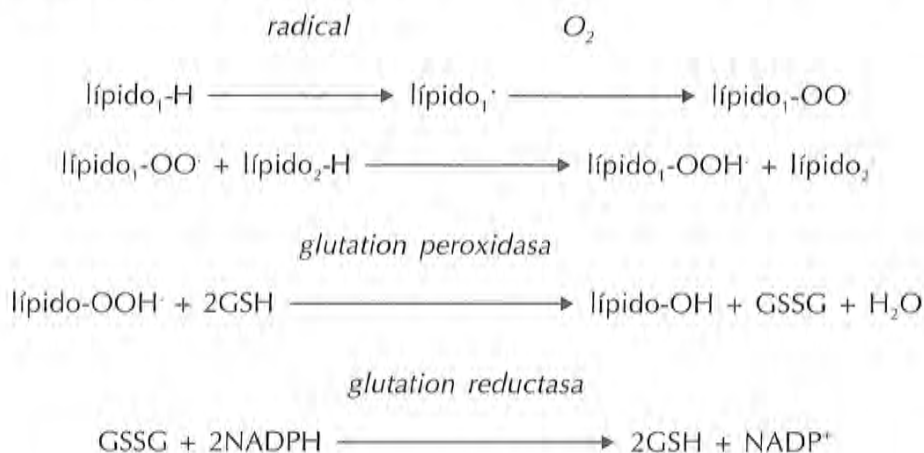 radical O₂
lípido₁-H ⟶ lípido₁· ⟶ lípido₁-OO·
lípido₁-OO· + lípido₂-H ⟶ lípido₁-OOH· + lípido₂·
glutation peroxidasa
lípido-OOH· + 2GSH ⟶ lípido-OH + GSSG + H₂O
glutation reductasa
GSSG + 2NADPH ⟶ 2GSH + NADP⁺